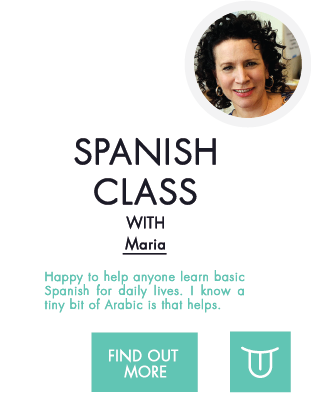 SPANISH
CLASS
WITH
Maria
Happy to help anyone learn basic
Spanish for daily lives. I know a
tiny bit of Arabic is that helps.
FIND OUT
MORE